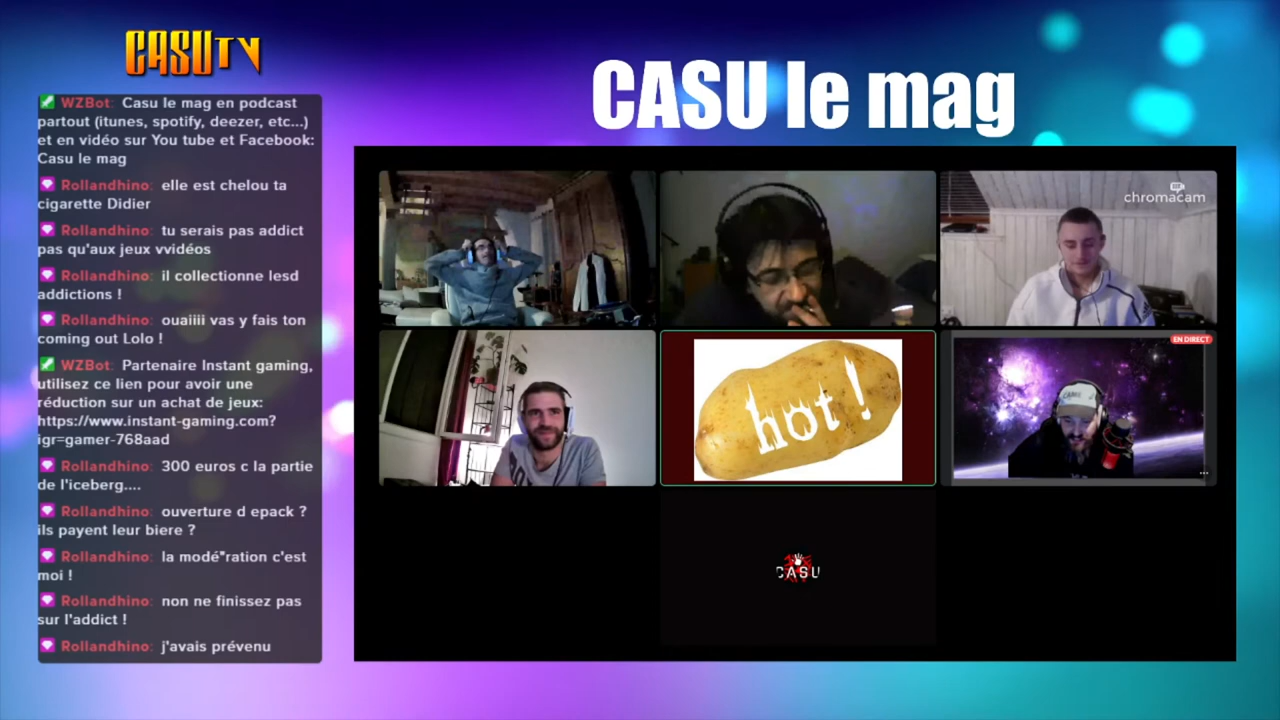 CASUTV
CASU le mag
WZBot: Casu le mag en podcast
partout (itunes, spotify, deezer, etc...)
et en vidéo sur You tube et Facebook:
Casu le mag
Rollandhino: elle est chelou ta
cigarette Didier
Rollandhino: tu serais pas addict
pas qu'aux jeux vvidéos
Rollandhino: il collectionne lesd
addictions !
Rollandhino: ouaiiii vas y fais ton
coming out Lolo !
WZBot: Partenaire Instant gaming,
utilisez ce lien pour avoir une
réduction sur un achat de jeux:
https://www.instant-gaming.com?
igr=gamer-768aad
Rollandhino: 300 euros c la partie
de l'iceberg....
Rollandhino: ouverture d epack ?
ils payent leur biere ?
Rollandhino: la modé"ration c'est
moi !
Rollandhino: non ne finissez pas
sur l'addict !
Rollandhino: j'avais prévenu
chromacam
hot !
EN DIRECT
CASU